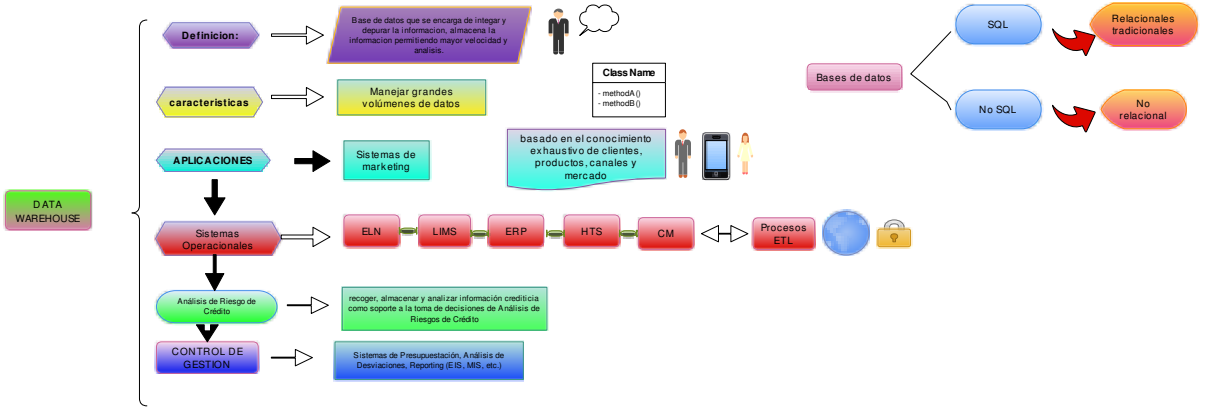 DATA
WAREHOUSE
Definicion:
Base de datos que se encarga de integar y
depurar la informacion, almacena la
informacion permitiendo mayor velocidad y
analisis.
caracteristicas
Manejar grandes
volúmenes de datos
Class Name
- methodA()
- methodB()
APLICACIONES
Sistemas de
marketing
basado en el conocimiento
exhaustivo de clientes,
productos, canales y
mercado
Sistemas
Operacionales
ELN
LIMS
ERP
HTS
CM
Procesos
ETL
Análisis de Riesgo de
Crédito
recoger, almacenar y analizar información crediticia
como soporte a la toma de decisiones de Análisis de
Riesgos de Crédito
CONTROL DE
GESTION
Sistemas de Presupuestación, Análisis de
Desviaciones, Reporting (EIS, MIS, etc.)
Bases de datos
SQL
Relacionales
tradicionales
No SQL
No
relacional